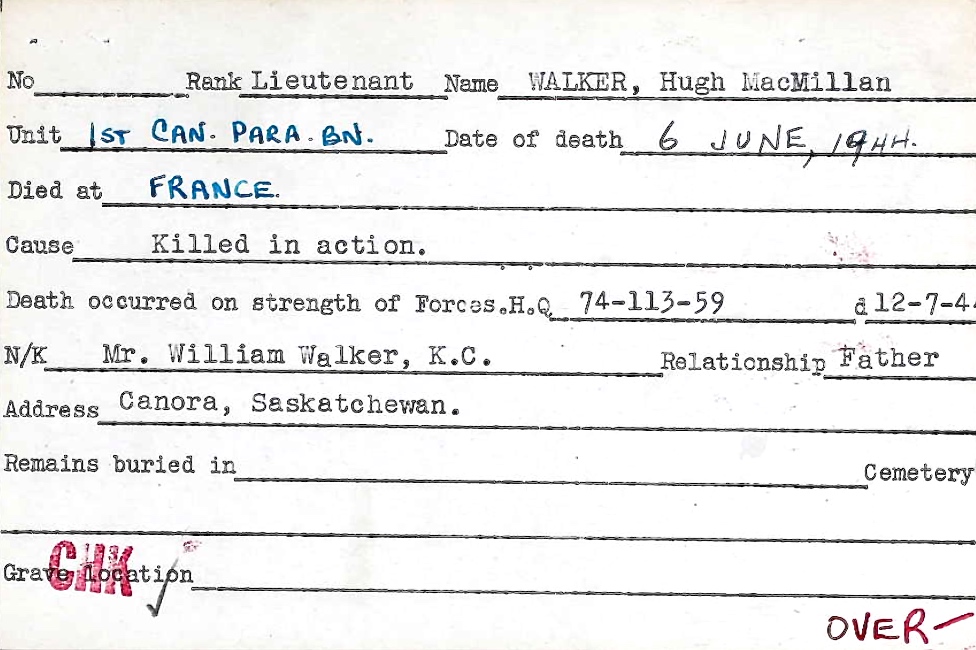 No Rank Lieutenant Name WALKER, Hugh MacMillan
Unit 1ST CAN. PARA. BN. Date of death 6 JUNE, 1944.
Died at FRANCE.
Cause Killed in action.
Death occurred on strength of Forces.H.Q 74-113-59 d 12-7-4
N/K Mr. William Walker, K.C. Relationship Father
Address Canora, Saskatchewan.
Remains buried in Cemetery
CHK
Grave location
OVER-